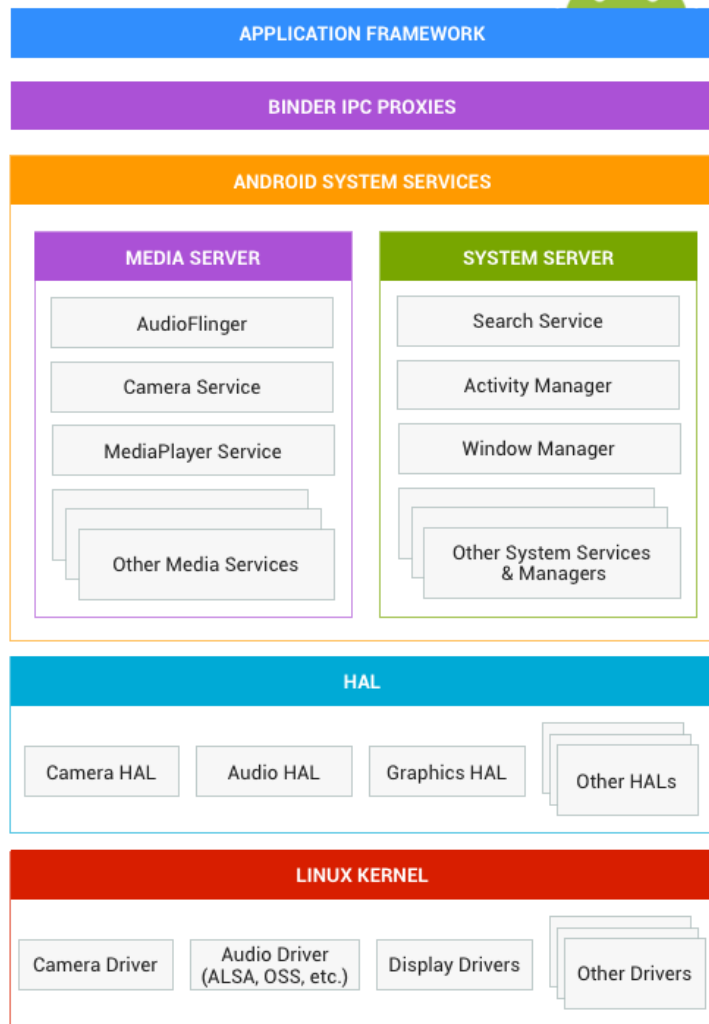 APPLICATION FRAMEWORK
BINDER IPC PROXIES
ANDROID SYSTEM SERVICES
MEDIA SERVER
AudioFlinger
Camera Service
MediaPlayer Service
Other Media Services
SYSTEM SERVER
Search Service
Activity Manager
Window Manager
Other System Services
& Managers
HAL
Camera HAL
Audio HAL
Graphics HAL
Other HALs
LINUX KERNEL
Camera Driver
Audio Driver
(ALSA, OSS, etc.)
Display Drivers
Other Drivers